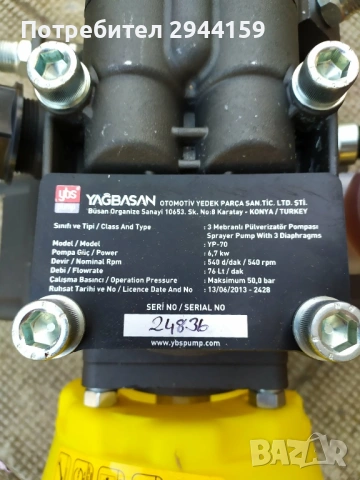 Потребител 2944159
ybs YAĞBASAN OTOMOTİV YEDEK PARÇA SAN.TİC. LTD. ŞTİ.
Büsan Organize Sanayi 10653. Sk. No:8 Karatay - KONYA / TURKEY
Sınıfı ve Tipi / Class And Type : 3 Mebranlı Pülverizatör Pompası
Sprayer Pump With 3 Diaphragms
Model / Model : YP-70
Pompa Güç / Power : 6,7 kw
Devir / Nominal Rpm : 540 d/dak / 540 rpm
Debi / Flowrate : 76 Lt / dak
Çalışma Basıncı / Operation Pressure : Maksimum 50,0 bar
Ruhsat Tarihi ve No / Licence Date And No : 13/06/2013 - 2428
SERİ NO / SERIAL NO
24836
www.ybspump.com
BAZAR
bg